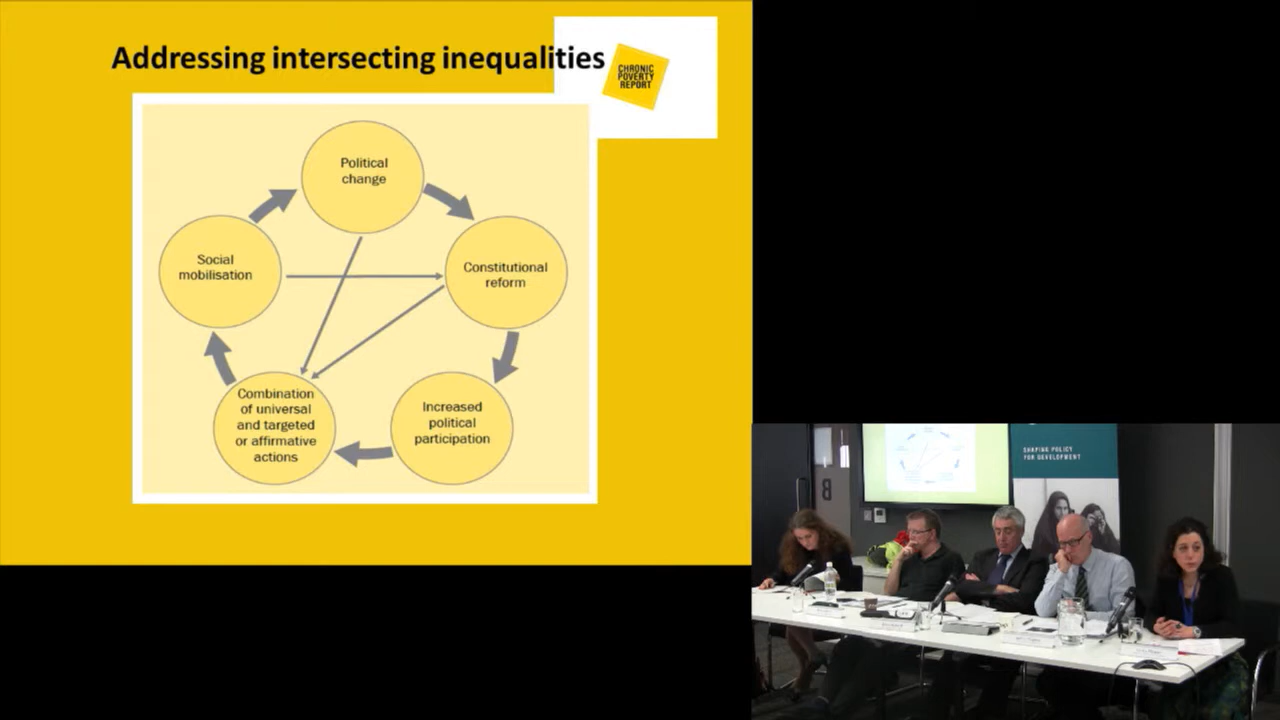 Addressing intersecting inequalities
CHRONIC
POVERTY
REPORT
Political
change
Social
mobilisation
Constitutional
reform
Combination
of universal
and targeted
or affirmative
actions
Increased
political
participation
SHAPING POLICY
FOR DEVELOPMENT
B